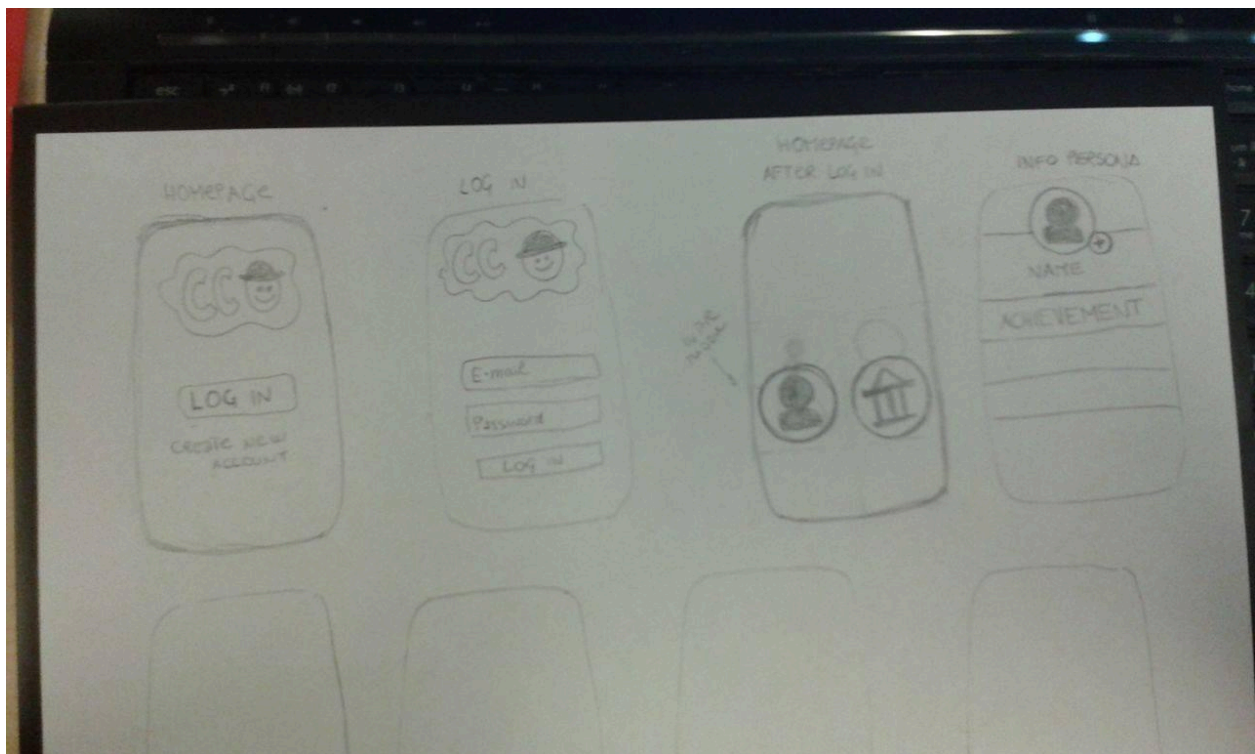 esc
HOMEPAGE
CC
LOG IN
CREATE NEW
ACCOUNT
LOG IN
CC
E-mail
Password
LOG IN
HOMEPAGE
AFTER LOG IN
INFO PERSONA
NAME
ACHIEVEMENT